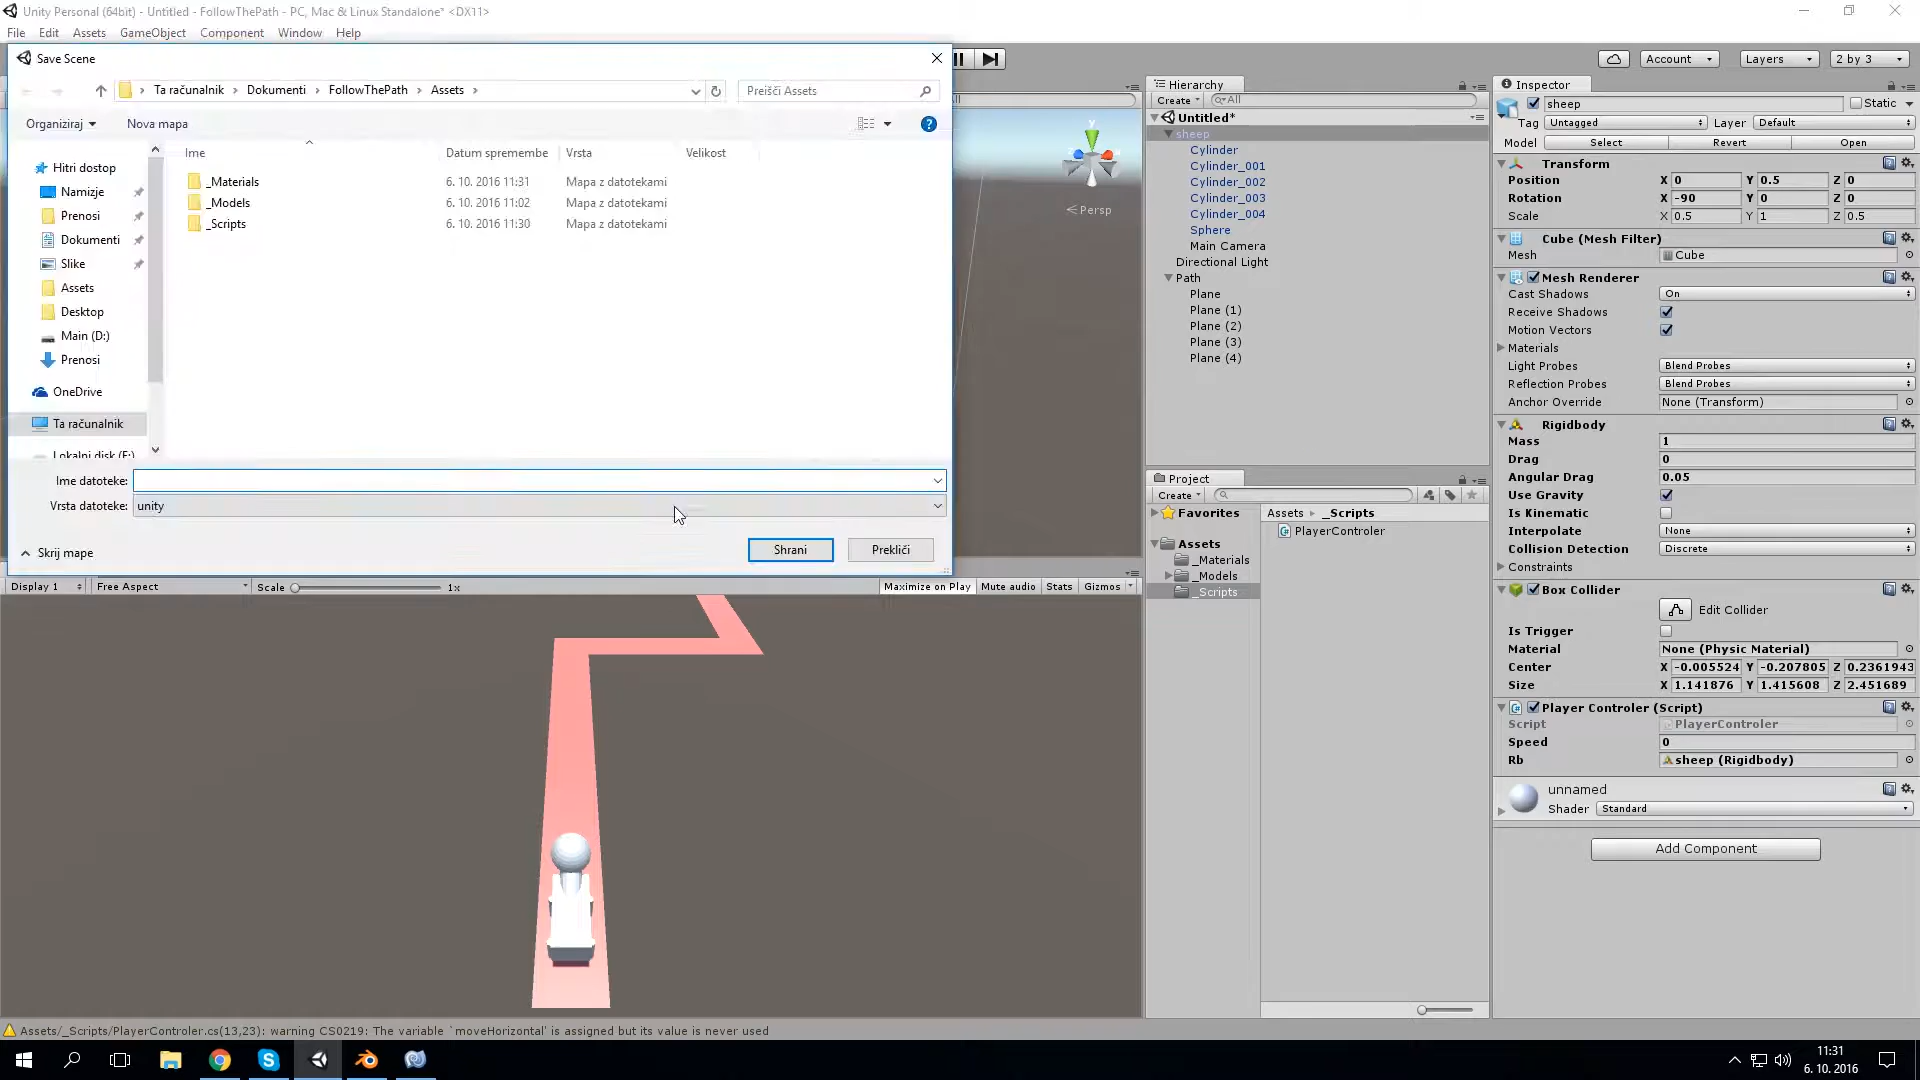 Unity Personal (64bit) - Untitled - FollowThePath - PC, Mac & Linux Standalone* <DX11>
File Edit Assets GameObject Component Window Help
Account Layers 2 by 3
Save Scene
Ta računalnik Dokumenti FollowThePath Assets
Preišči Assets
Organiziraj Nova mapa
Ime Datum spremembe Vrsta Velikost
_Materials 6. 10. 2016 11:31 Mapa z datotekami
_Models 6. 10. 2016 11:02 Mapa z datotekami
_Scripts 6. 10. 2016 11:30 Mapa z datotekami
Hitri dostop
Namizje
Prenosi
Dokumenti
Slike
Assets
Desktop
Main (D:)
Prenosi
OneDrive
Ta računalnik
Lokalni disk (E:)
Ime datoteke:
Vrsta datoteke: unity
Skrij mape
Shrani Prekliči
Persp
Display 1 Free Aspect Scale 1x Maximize on Play Mute audio Stats Gizmos
Hierarchy
Create All
Untitled*
sheep
Cylinder
Cylinder_001
Cylinder_002
Cylinder_003
Cylinder_004
Sphere
Main Camera
Directional Light
Path
Plane
Plane (1)
Plane (2)
Plane (3)
Plane (4)
Project
Create
Favorites
Assets
_Materials
_Models
_Scripts
Assets _Scripts
PlayerControler
Inspector
sheep Static
Tag Untagged Layer Default
Model Select Revert Open
Transform
Position X 0 Y 0.5 Z 0
Rotation X -90 Y 0 Z 0
Scale X 0.5 Y 1 Z 0.5
Cube (Mesh Filter)
Mesh Cube
Mesh Renderer
Cast Shadows On
Receive Shadows
Motion Vectors
Materials
Light Probes Blend Probes
Reflection Probes Blend Probes
Anchor Override None (Transform)
Rigidbody
Mass 1
Drag 0
Angular Drag 0.05
Use Gravity
Is Kinematic
Interpolate None
Collision Detection Discrete
Constraints
Box Collider
Edit Collider
Is Trigger
Material None (Physic Material)
Center X -0.005524 Y -0.207805 Z 0.2361943
Size X 1.141876 Y 1.415608 Z 2.451689
Player Controler (Script)
Script PlayerControler
Speed 0
Rb sheep (Rigidbody)
unnamed
Shader Standard
Add Component
Assets/_Scripts/PlayerControler.cs(13,23): warning CS0219: The variable `moveHorizontal' is assigned but its value is never used
11:31
6. 10. 2016